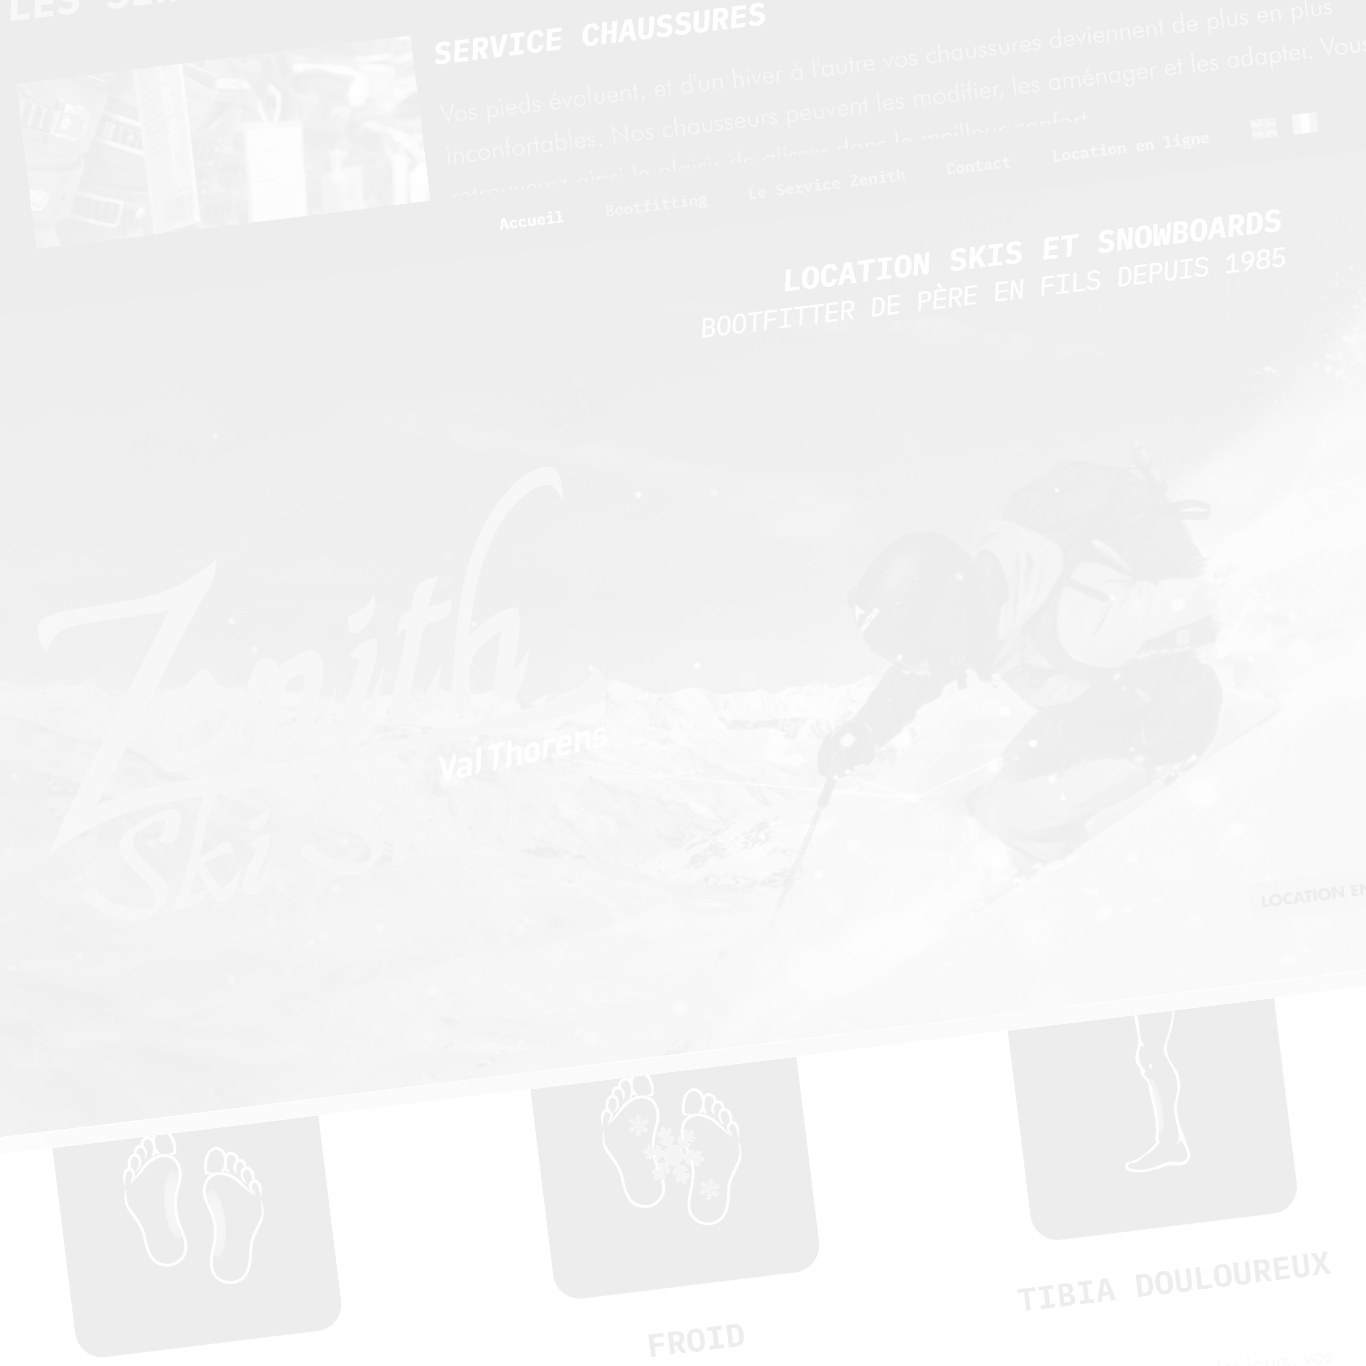 LES SER
SERVICE CHAUSSURES
Vos pieds évoluent, et d'un hiver à l'autre vos chaussures deviennent de plus en plus
inconfortables. Nos chausseurs peuvent les modifier, les aménager et les adapter. Vous
retrouverez ainsi le plaisir de glisser dans le meilleur confort.
Accueil Bootfitting Le Service Zenith Contact Location en ligne
LOCATION SKIS ET SNOWBOARDS
BOOTFITTER DE PÈRE EN FILS DEPUIS 1985
Zenith
Val Thorens
Ski Shop
LOCATION EN
TIBIA DOULOUREUX
FROID